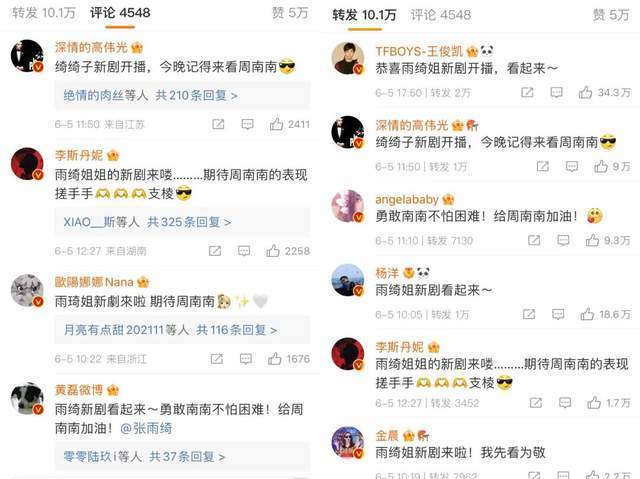 转发 10.1万 评论 4548 赞 5万
深情的高伟光
绮绮子新剧开播，今晚记得来看周南南😎
绝情的肉丝等人 共210条回复 >
6-5 11:50 来自江苏 2411
李斯丹妮
雨绮姐姐的新剧来喽………期待周南南的表现
搓手手🫶🫶🫶支棱😎
XIAO__斯等人 共325条回复 >
6-5 12:27 来自湖南 2258
歐陽娜娜Nana
雨琦姐新劇來啦 期待周南南👸✨🤍
月亮有点甜202111等人 共116条回复 >
6-5 10:22 来自浙江 1676
黄磊微博
雨绮新剧看起来～勇敢南南不怕困难！给周
南南加油！@张雨绮
零零陆玖i等人 共37条回复 >
转发 10.1万 评论 4548 赞 5万
TFBOYS-王俊凯
恭喜雨绮姐新剧开播，看起来～
6-5 17:50 | 转发 2万 34.3万
深情的高伟光
绮绮子新剧开播，今晚记得来看周南南😎
6-5 11:50 | 转发 1万 9万
angelababy
勇敢南南不怕困难！给周南南加油！🥰
6-5 11:10 | 转发 7130 9.3万
杨洋
雨绮姐新剧看起来～
6-5 10:05 | 转发 1万 18.6万
李斯丹妮
雨绮姐姐的新剧来喽………期待周南南的表现
搓手手🫶🫶🫶支棱😎
6-5 12:27 | 转发 3452 1.7万
金晨
雨绮姐新剧来啦！我先看为敬
6-5 10:19 | 转发 7962 2.2万